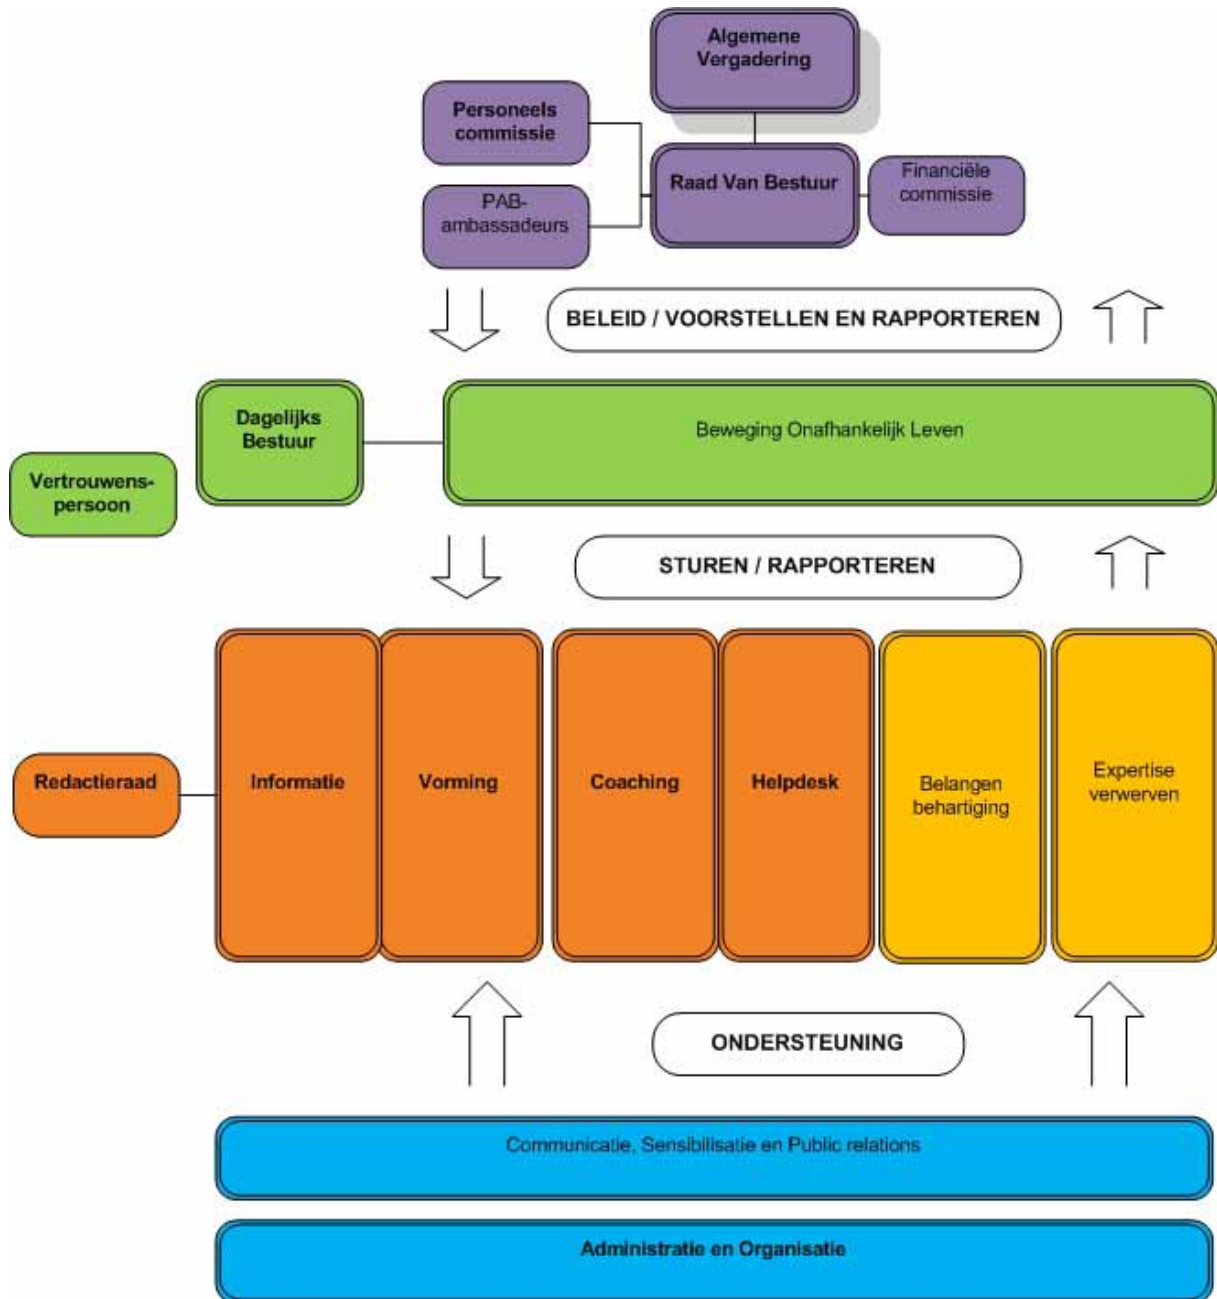 Algemene
Vergadering
Personeels
commissie
Raad Van Bestuur
Financiële
commissie
PAB-
ambassadeurs
BELEID / VOORSTELLEN EN RAPPORTEREN
Dagelijks
Bestuur
Beweging Onafhankelijk Leven
Vertrouwens-
persoon
STUREN / RAPPORTEREN
Redactieraad
Informatie
Vorming
Coaching
Helpdesk
Belangen
behartiging
Expertise
verwerven
ONDERSTEUNING
Communicatie, Sensibilisatie en Public relations
Administratie en Organisatie